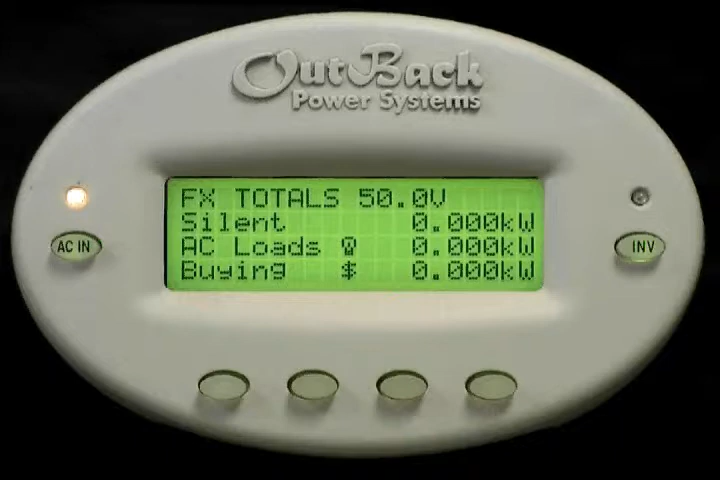 OutBack
Power Systems
FX TOTALS 50.0V
Silent 0.000kW
AC Loads 0.000kW
Buying $ 0.000kW
AC IN
INV